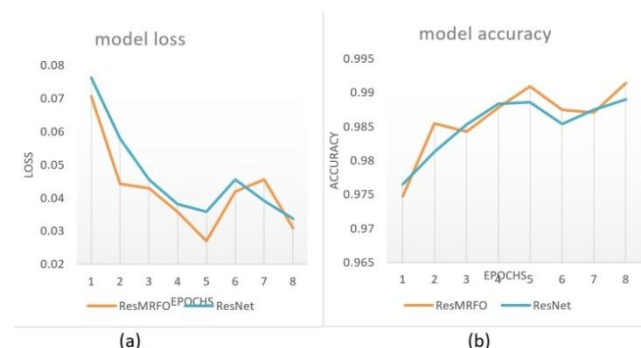 model loss
0.08
0.07
0.06
0.05
0.04
0.03
0.02
LOSS
1 2 3 4 5 6 7 8
EPOCHS
ResMRFO ResNet
(a)
model accuracy
0.995
0.99
0.985
0.98
0.975
0.97
0.965
ACCURACY
1 2 3 4 5 6 7 8
EPOCHS
ResMRFO ResNet
(b)